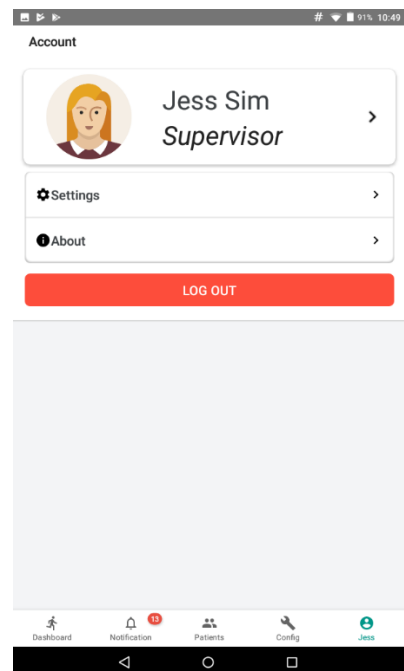 # 91% 10:49
Account
Jess Sim
Supervisor
Settings
About
LOG OUT
13
Dashboard Notification Patients Config Jess